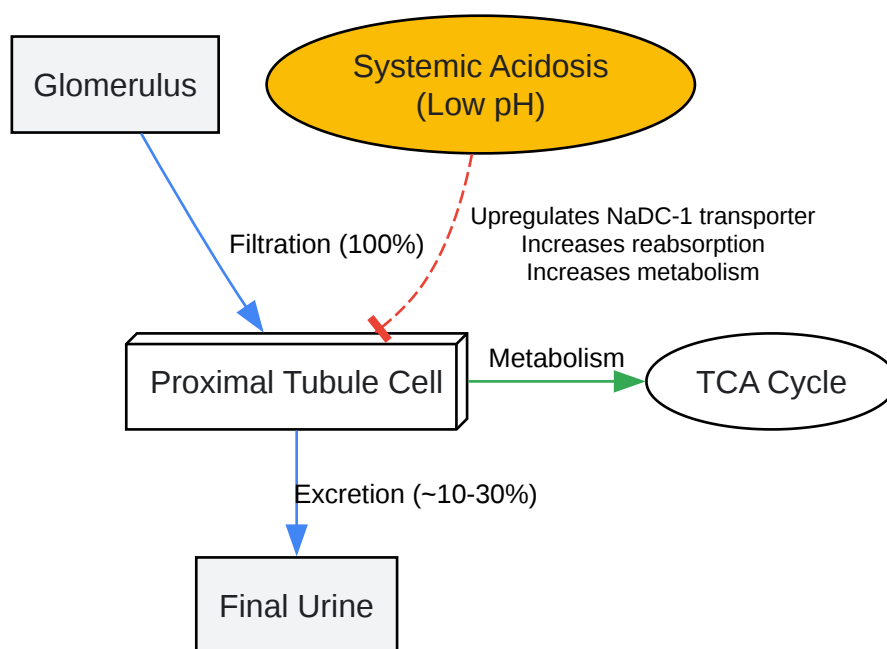 Glomerulus
Systemic Acidosis
(Low pH)
Filtration (100%)
Upregulates NaDC-1 transporter
Increases reabsorption
Increases metabolism
Proximal Tubule Cell
Metabolism
TCA Cycle
Excretion (~10-30%)
Final Urine